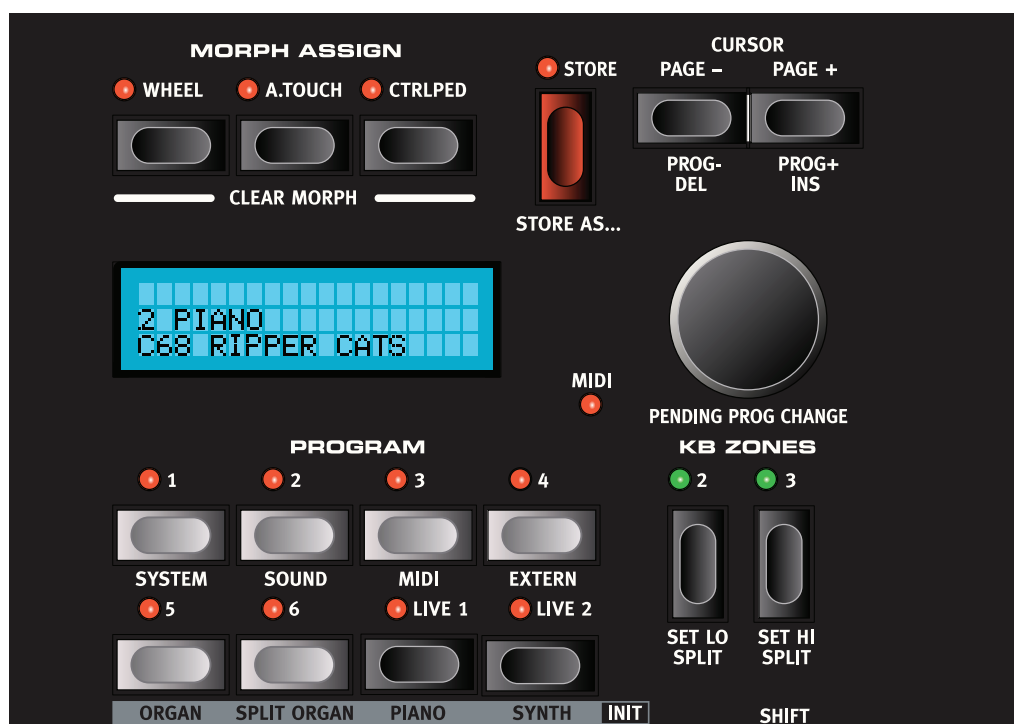 MORPH ASSIGN
WHEEL A.TOUCH CTRLPED
CLEAR MORPH
STORE
STORE AS...
CURSOR
PAGE – PAGE +
PROG- PROG+
DEL INS
2 PIANO
C68 RIPPER CATS
MIDI
PENDING PROG CHANGE
PROGRAM
1 2 3 4
SYSTEM SOUND MIDI EXTERN
5 6 LIVE 1 LIVE 2
ORGAN SPLIT ORGAN PIANO SYNTH INIT
KB ZONES
2 3
SET LO SET HI
SPLIT SPLIT
SHIFT